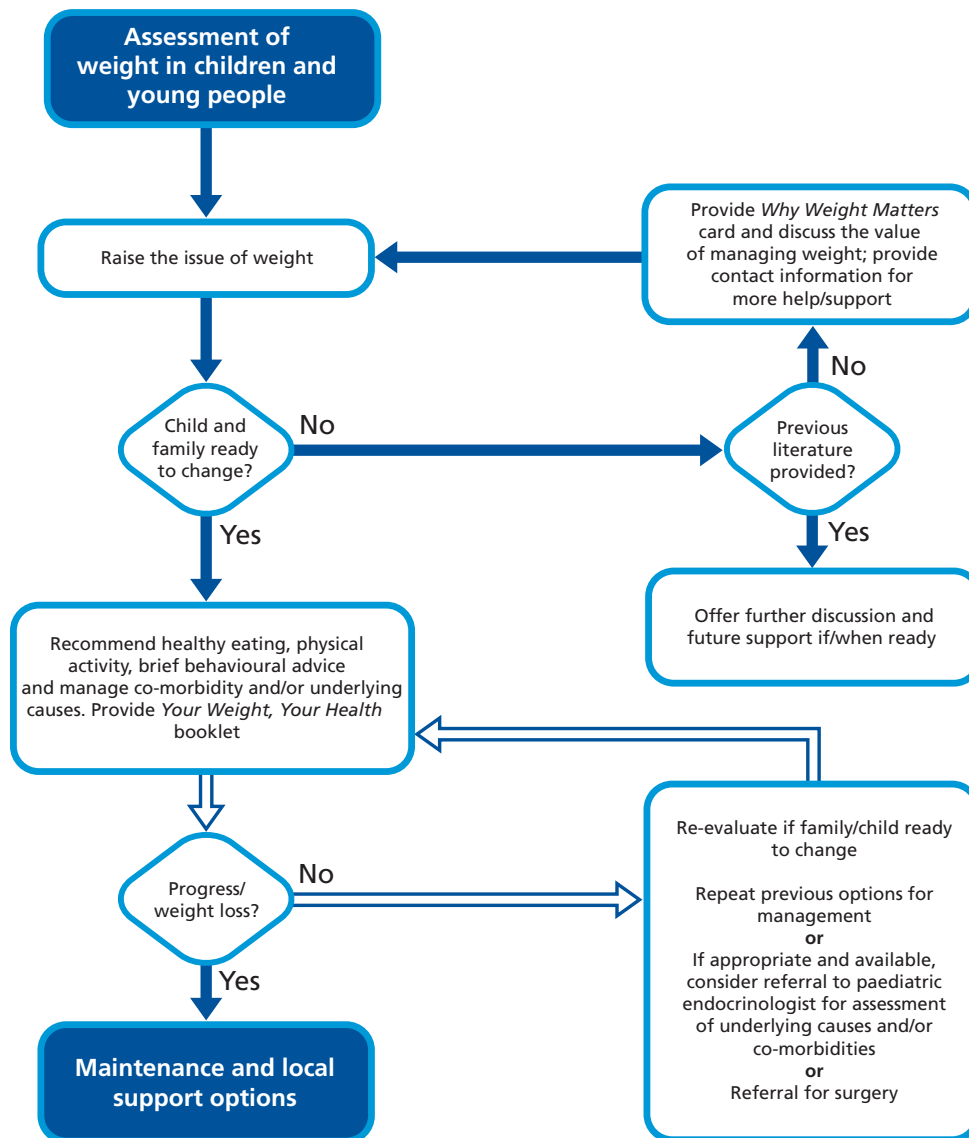 Assessment of
weight in children and
young people
Raise the issue of weight
Provide Why Weight Matters
card and discuss the value
of managing weight; provide
contact information for
more help/support
No
Child and
family ready
to change?
No
Previous
literature
provided?
Yes
Yes
Offer further discussion and
future support if/when ready
Recommend healthy eating, physical
activity, brief behavioural advice
and manage co-morbidity and/or underlying
causes. Provide Your Weight, Your Health
booklet
Progress/
weight loss?
No
Re-evaluate if family/child ready
to change
Repeat previous options for
management
or
If appropriate and available,
consider referral to paediatric
endocrinologist for assessment
of underlying causes and/or
co-morbidities
or
Referral for surgery
Yes
Maintenance and local
support options